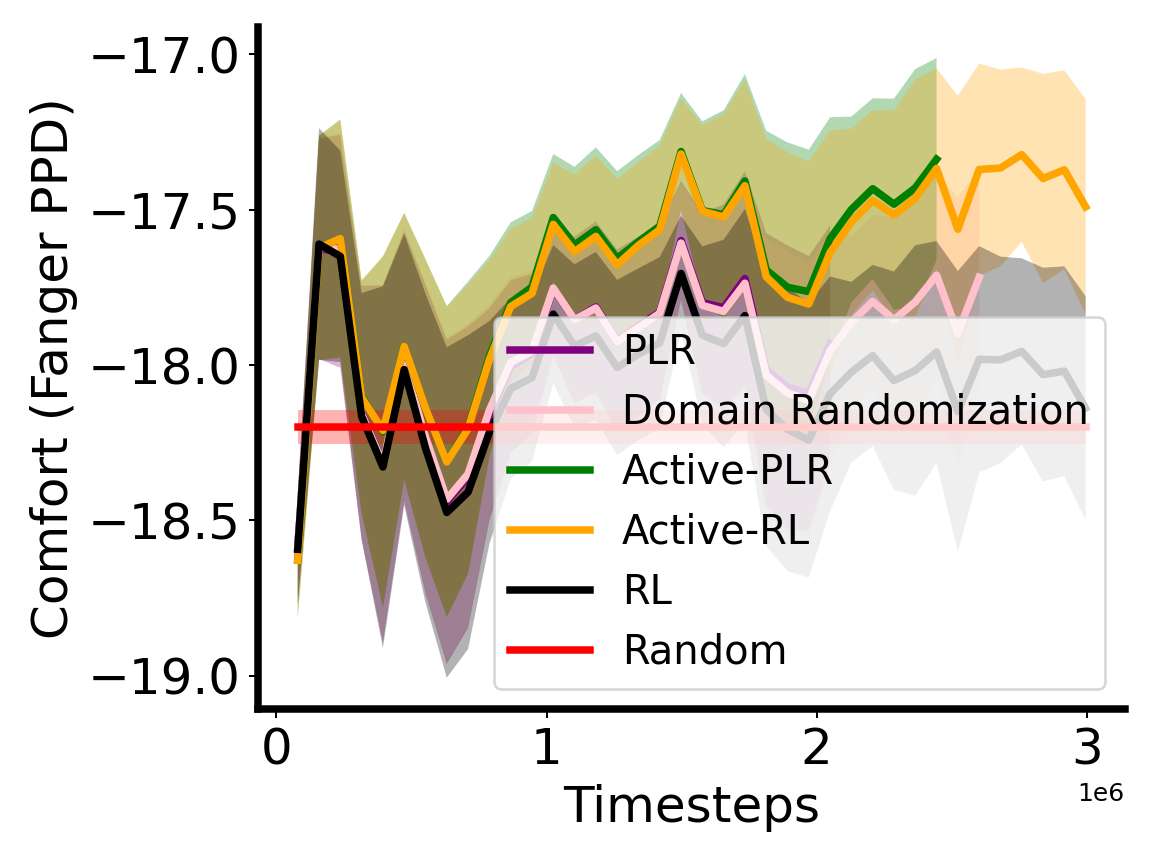 Comfort (Fanger PPD)
−17.0
−17.5
−18.0
−18.5
−19.0
PLR
Domain Randomization
Active-PLR
Active-RL
RL
Random
0
1
2
3
1e6
Timesteps